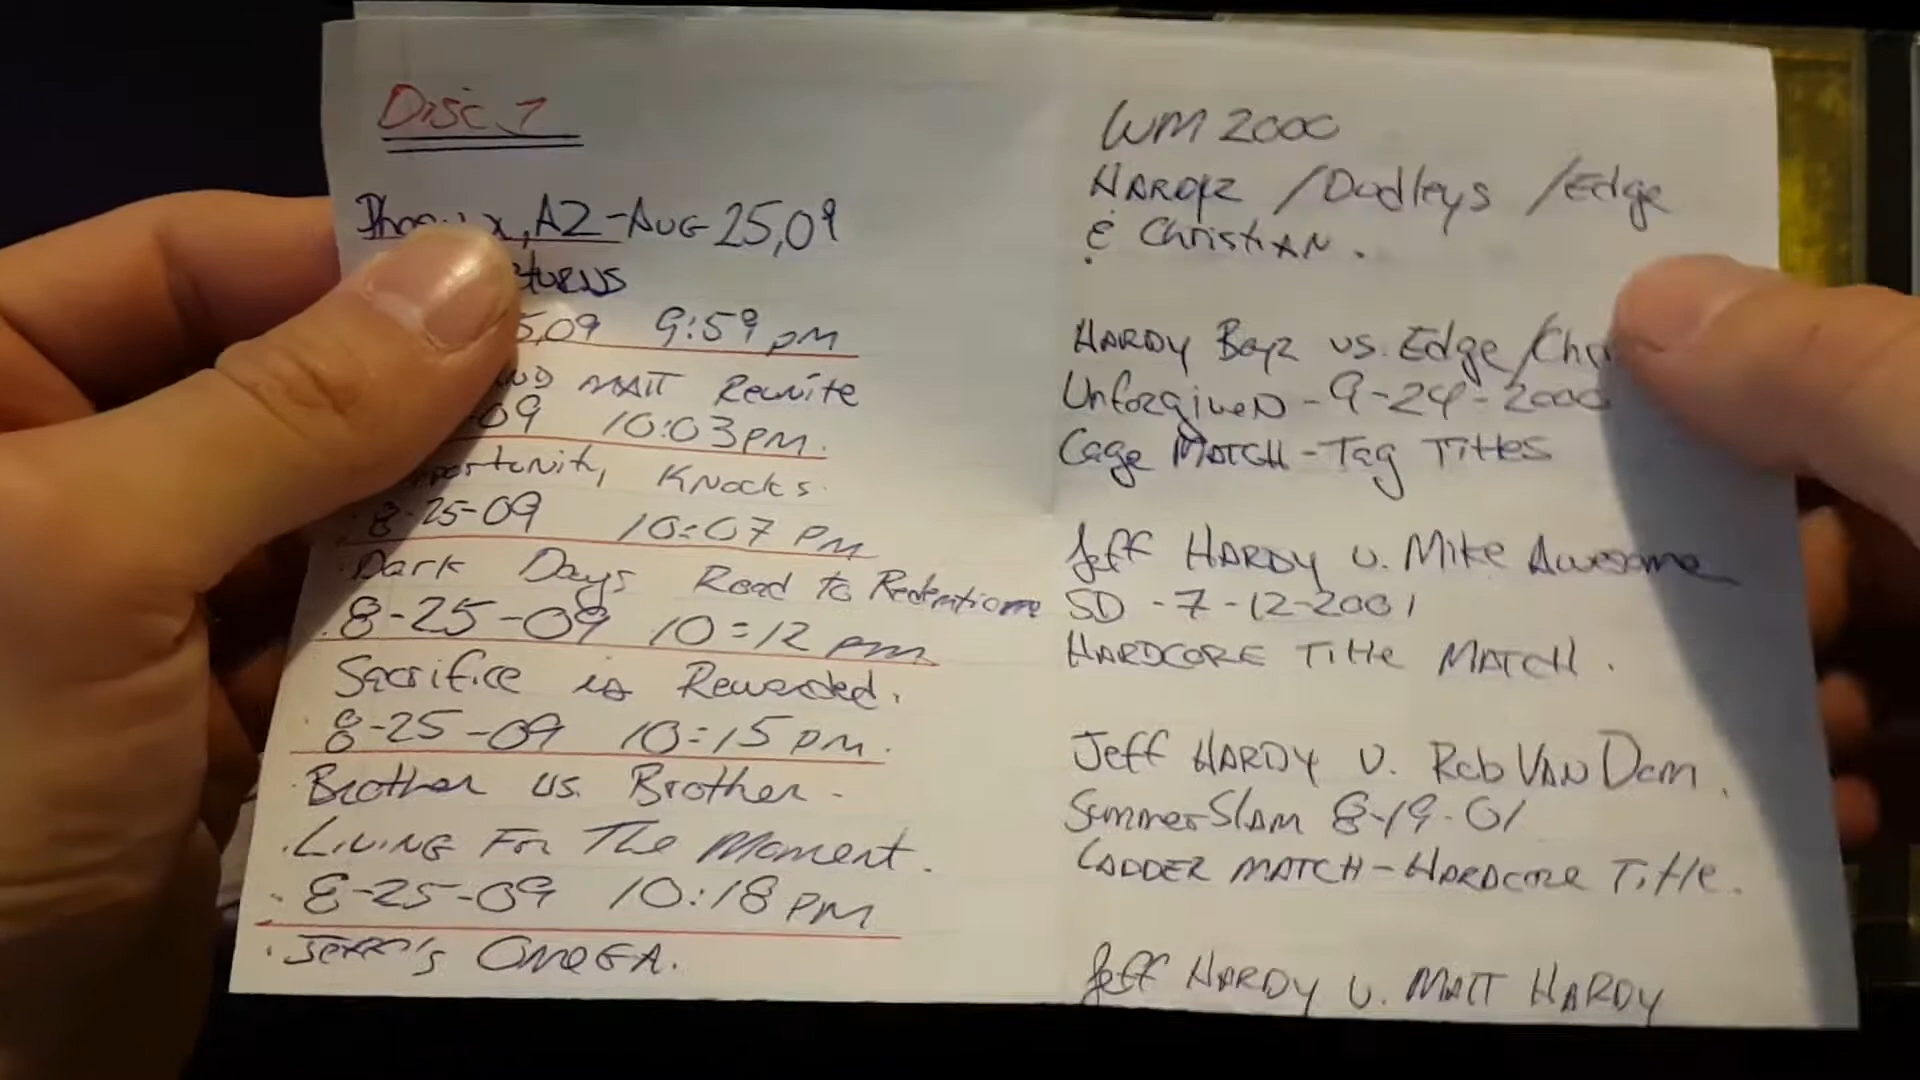 Disc 1
AZ-AUG 25,09
9:59 PM
MATT Reunite
10:03 PM.
Knocks.
8-25-09 10:07 PM
Dark Days Road to
8-25-09 10:12 pm
Sacrifice is Rewarded.
8-25-09 10:15 PM.
Brother vs. Brother.
LIVING FOR The Moment.
8-25-09 10:18 PM
JEFF'S OMEGA.
WM 2000
HARDYZ /Dudleys /Edge
& ChristiAN.
HARDY Boyz vs. Edge
UnforgiveN - 9-24-2000
Cage MATCH - Tag Titles
Jeff HARDY v. Mike Awesome
SD - 7-12-2001
HARDCORE Title MATCH.
Jeff HARDY v. Rob VAN Dam.
SummerSlAM 8-19-01
LADDER MATCH - HARDCORE Title.
Jeff HARDY v. MATT HARDY